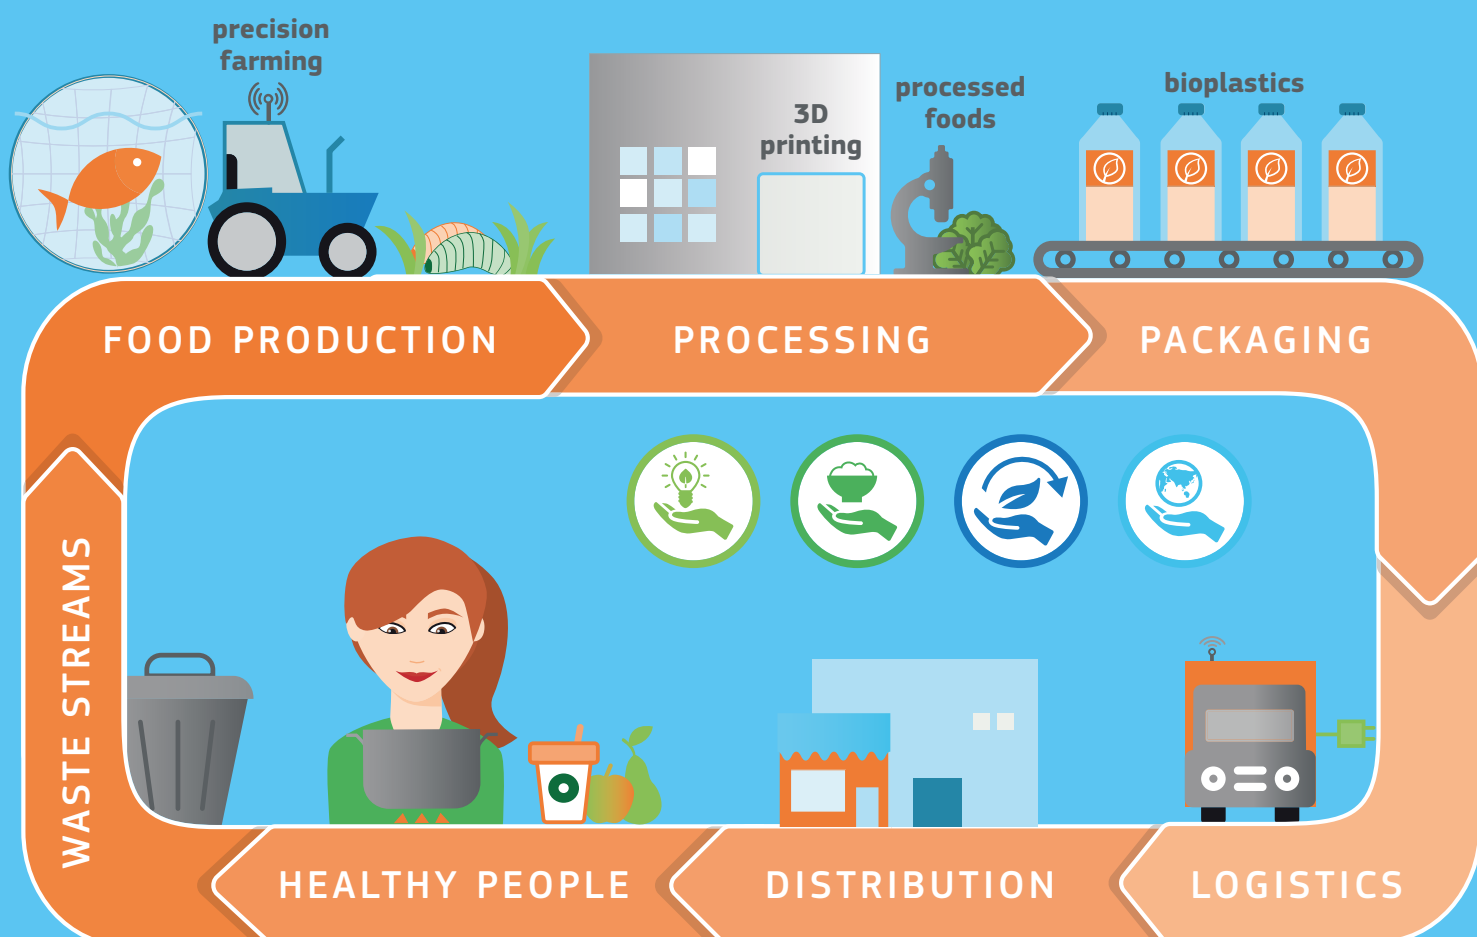 precision
farming
3D
printing
processed
foods
bioplastics
FOOD PRODUCTION
PROCESSING
PACKAGING
WASTE STREAMS
HEALTHY PEOPLE
DISTRIBUTION
LOGISTICS